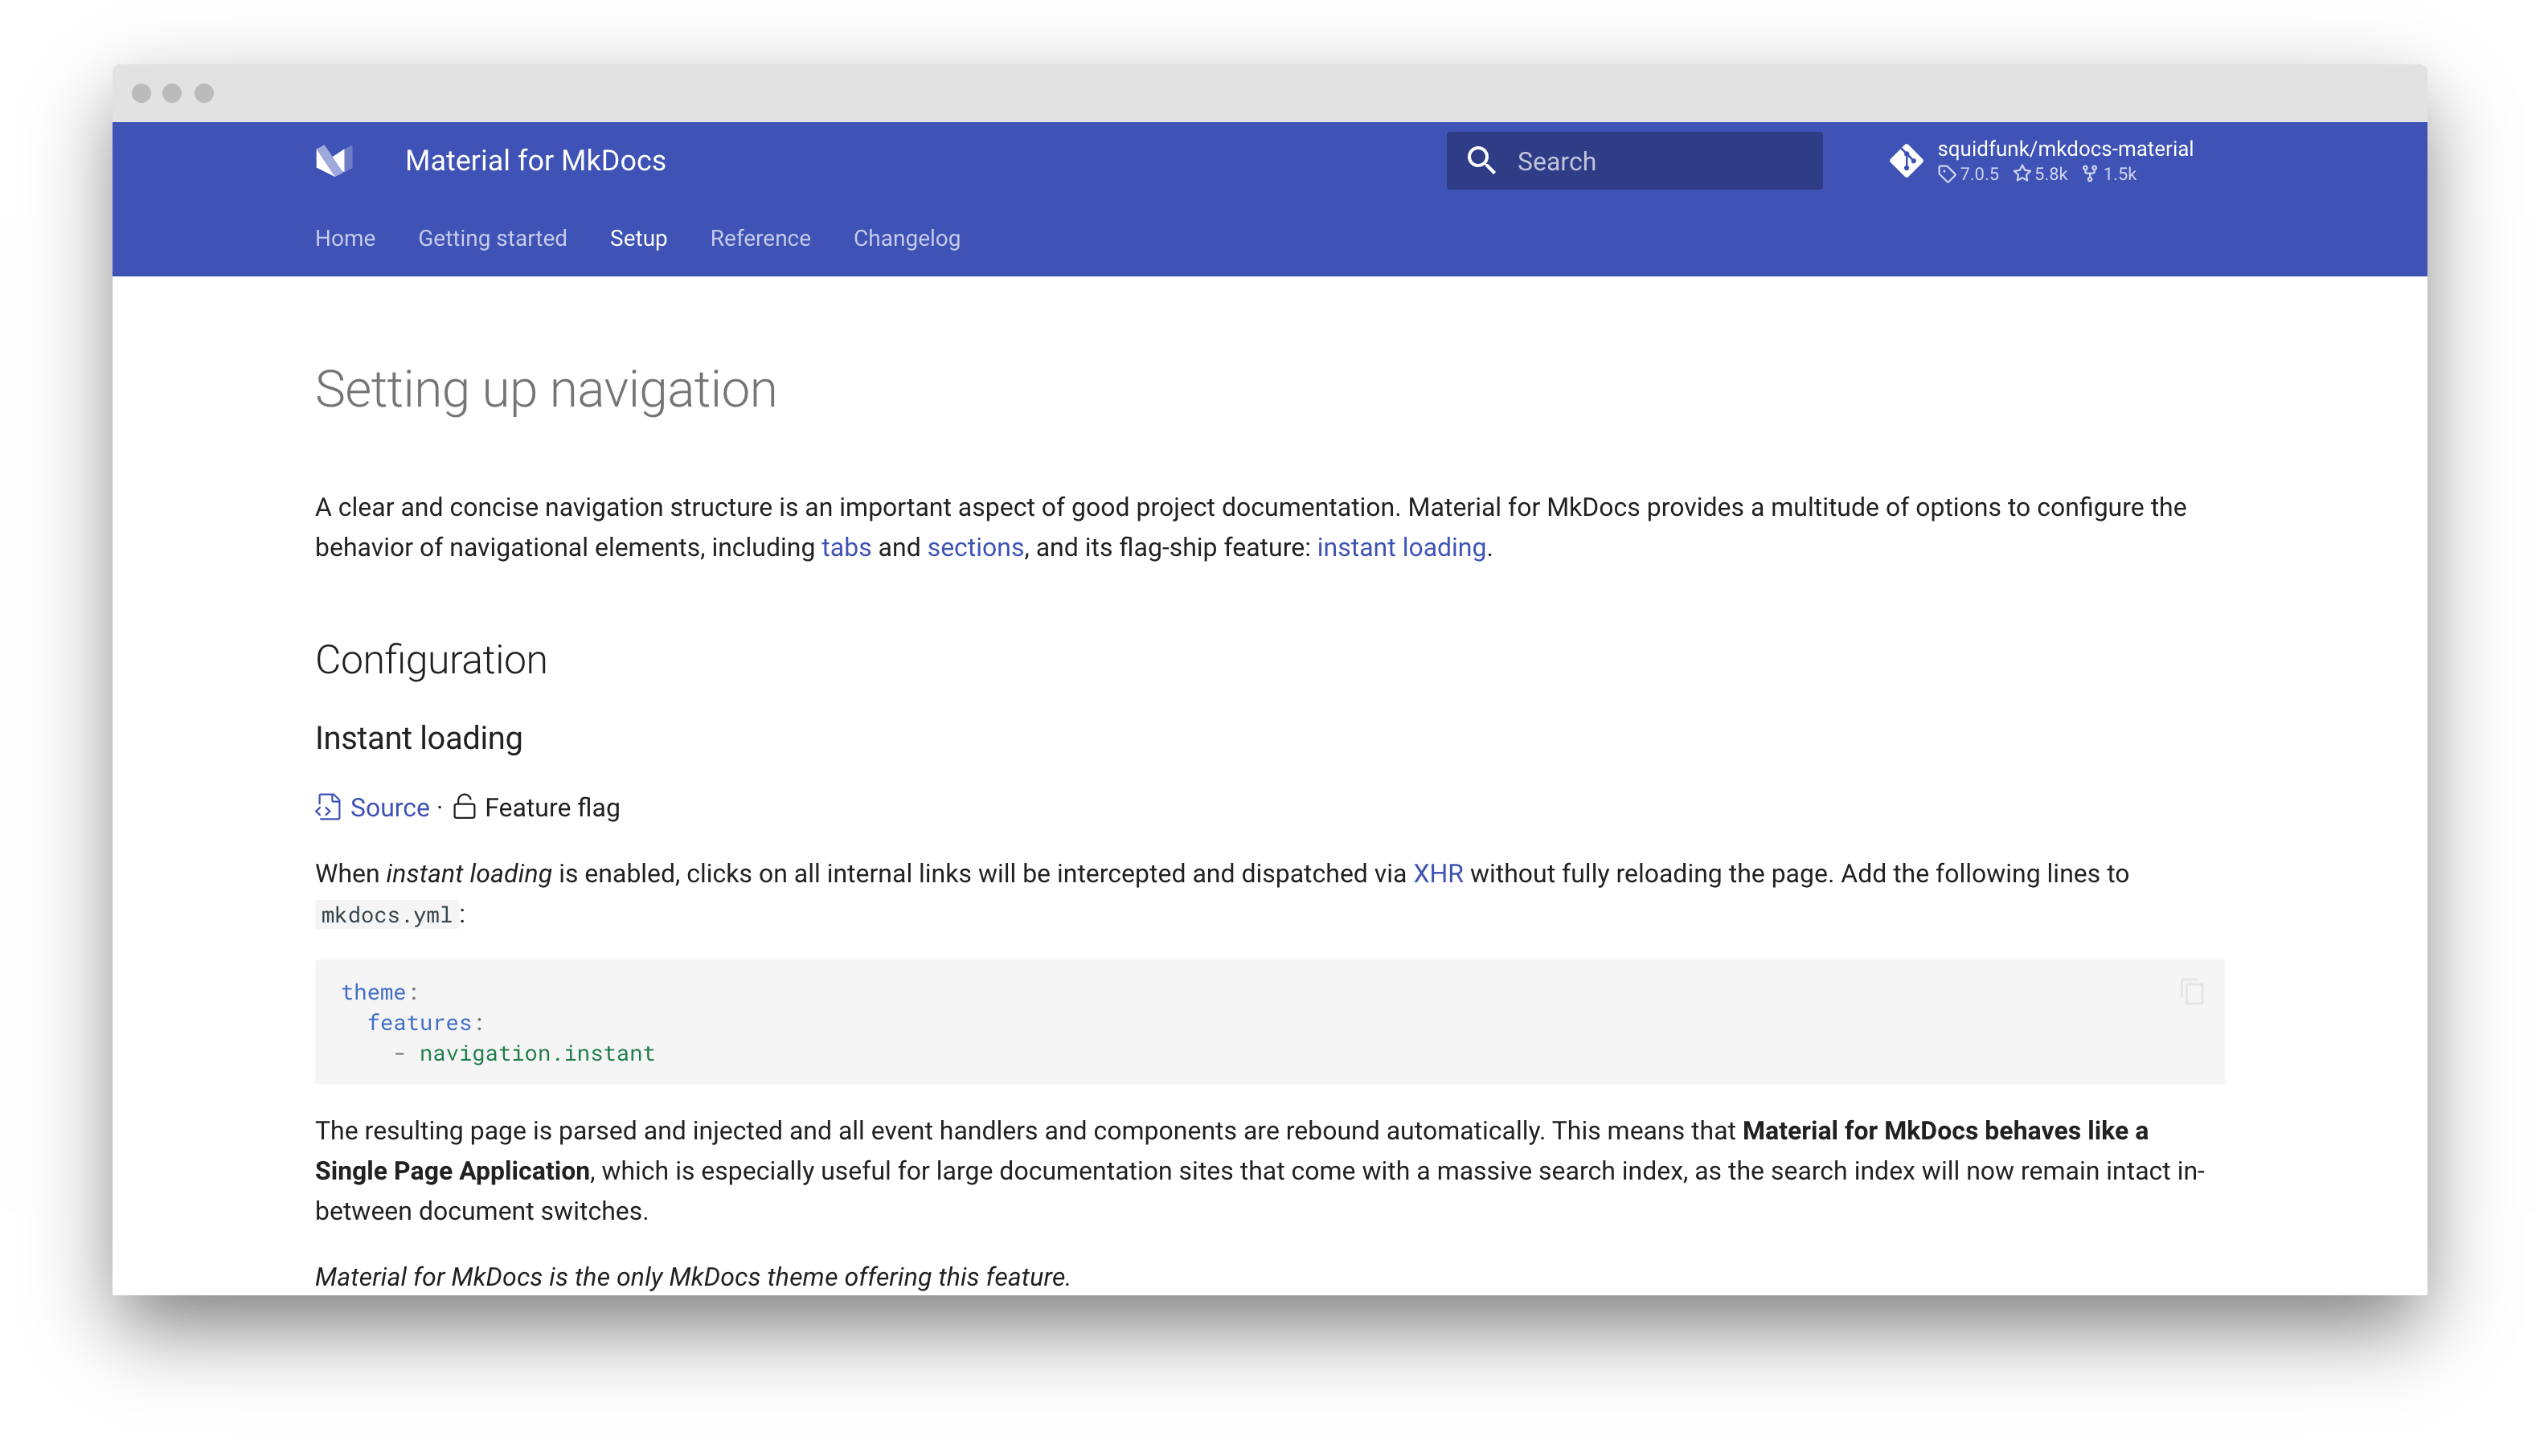 Material for MkDocs
Search
squidfunk/mkdocs-material
7.0.5 5.8k 1.5k
Home Getting started Setup Reference Changelog
Setting up navigation
A clear and concise navigation structure is an important aspect of good project documentation. Material for MkDocs provides a multitude of options to configure the
behavior of navigational elements, including tabs and sections, and its flag-ship feature: instant loading.
Configuration
Instant loading
Source · Feature flag
When instant loading is enabled, clicks on all internal links will be intercepted and dispatched via XHR without fully reloading the page. Add the following lines to
mkdocs.yml:
theme:
  features:
    - navigation.instant
The resulting page is parsed and injected and all event handlers and components are rebound automatically. This means that Material for MkDocs behaves like a
Single Page Application, which is especially useful for large documentation sites that come with a massive search index, as the search index will now remain intact in-
between document switches.
Material for MkDocs is the only MkDocs theme offering this feature.